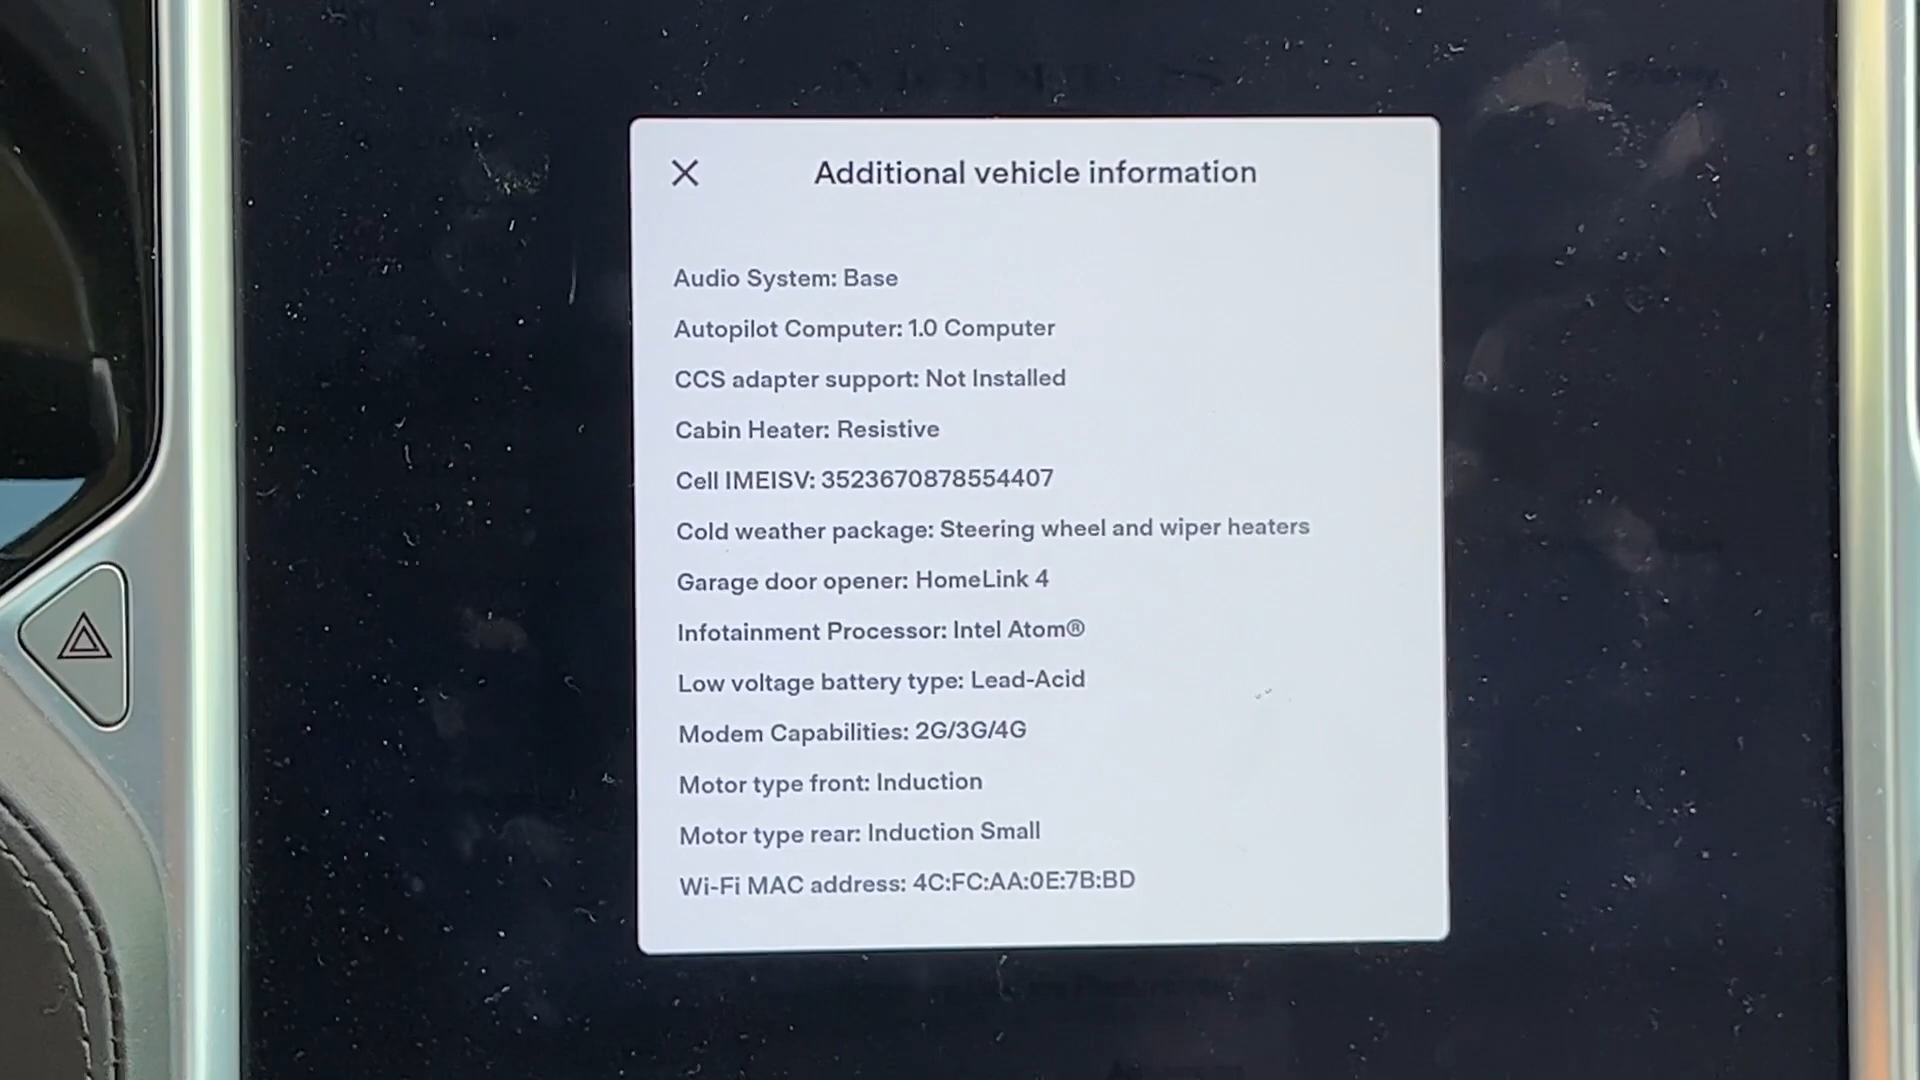 Additional vehicle information
Audio System: Base
Autopilot Computer: 1.0 Computer
CCS adapter support: Not Installed
Cabin Heater: Resistive
Cell IMEISV: 3523670878554407
Cold weather package: Steering wheel and wiper heaters
Garage door opener: HomeLink 4
Infotainment Processor: Intel Atom®
Low voltage battery type: Lead-Acid
Modem Capabilities: 2G/3G/4G
Motor type front: Induction
Motor type rear: Induction Small
Wi-Fi MAC address: 4C:FC:AA:0E:7B:BD